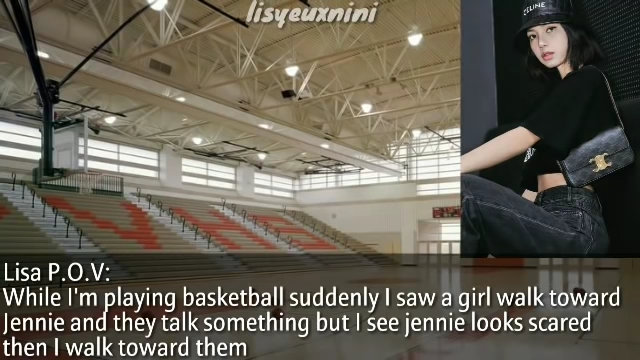 lisyeuxnini
CELINE
Lisa P.O.V:
While I'm playing basketball suddenly I saw a girl walk toward
Jennie and they talk something but I see jennie looks scared
then I walk toward them